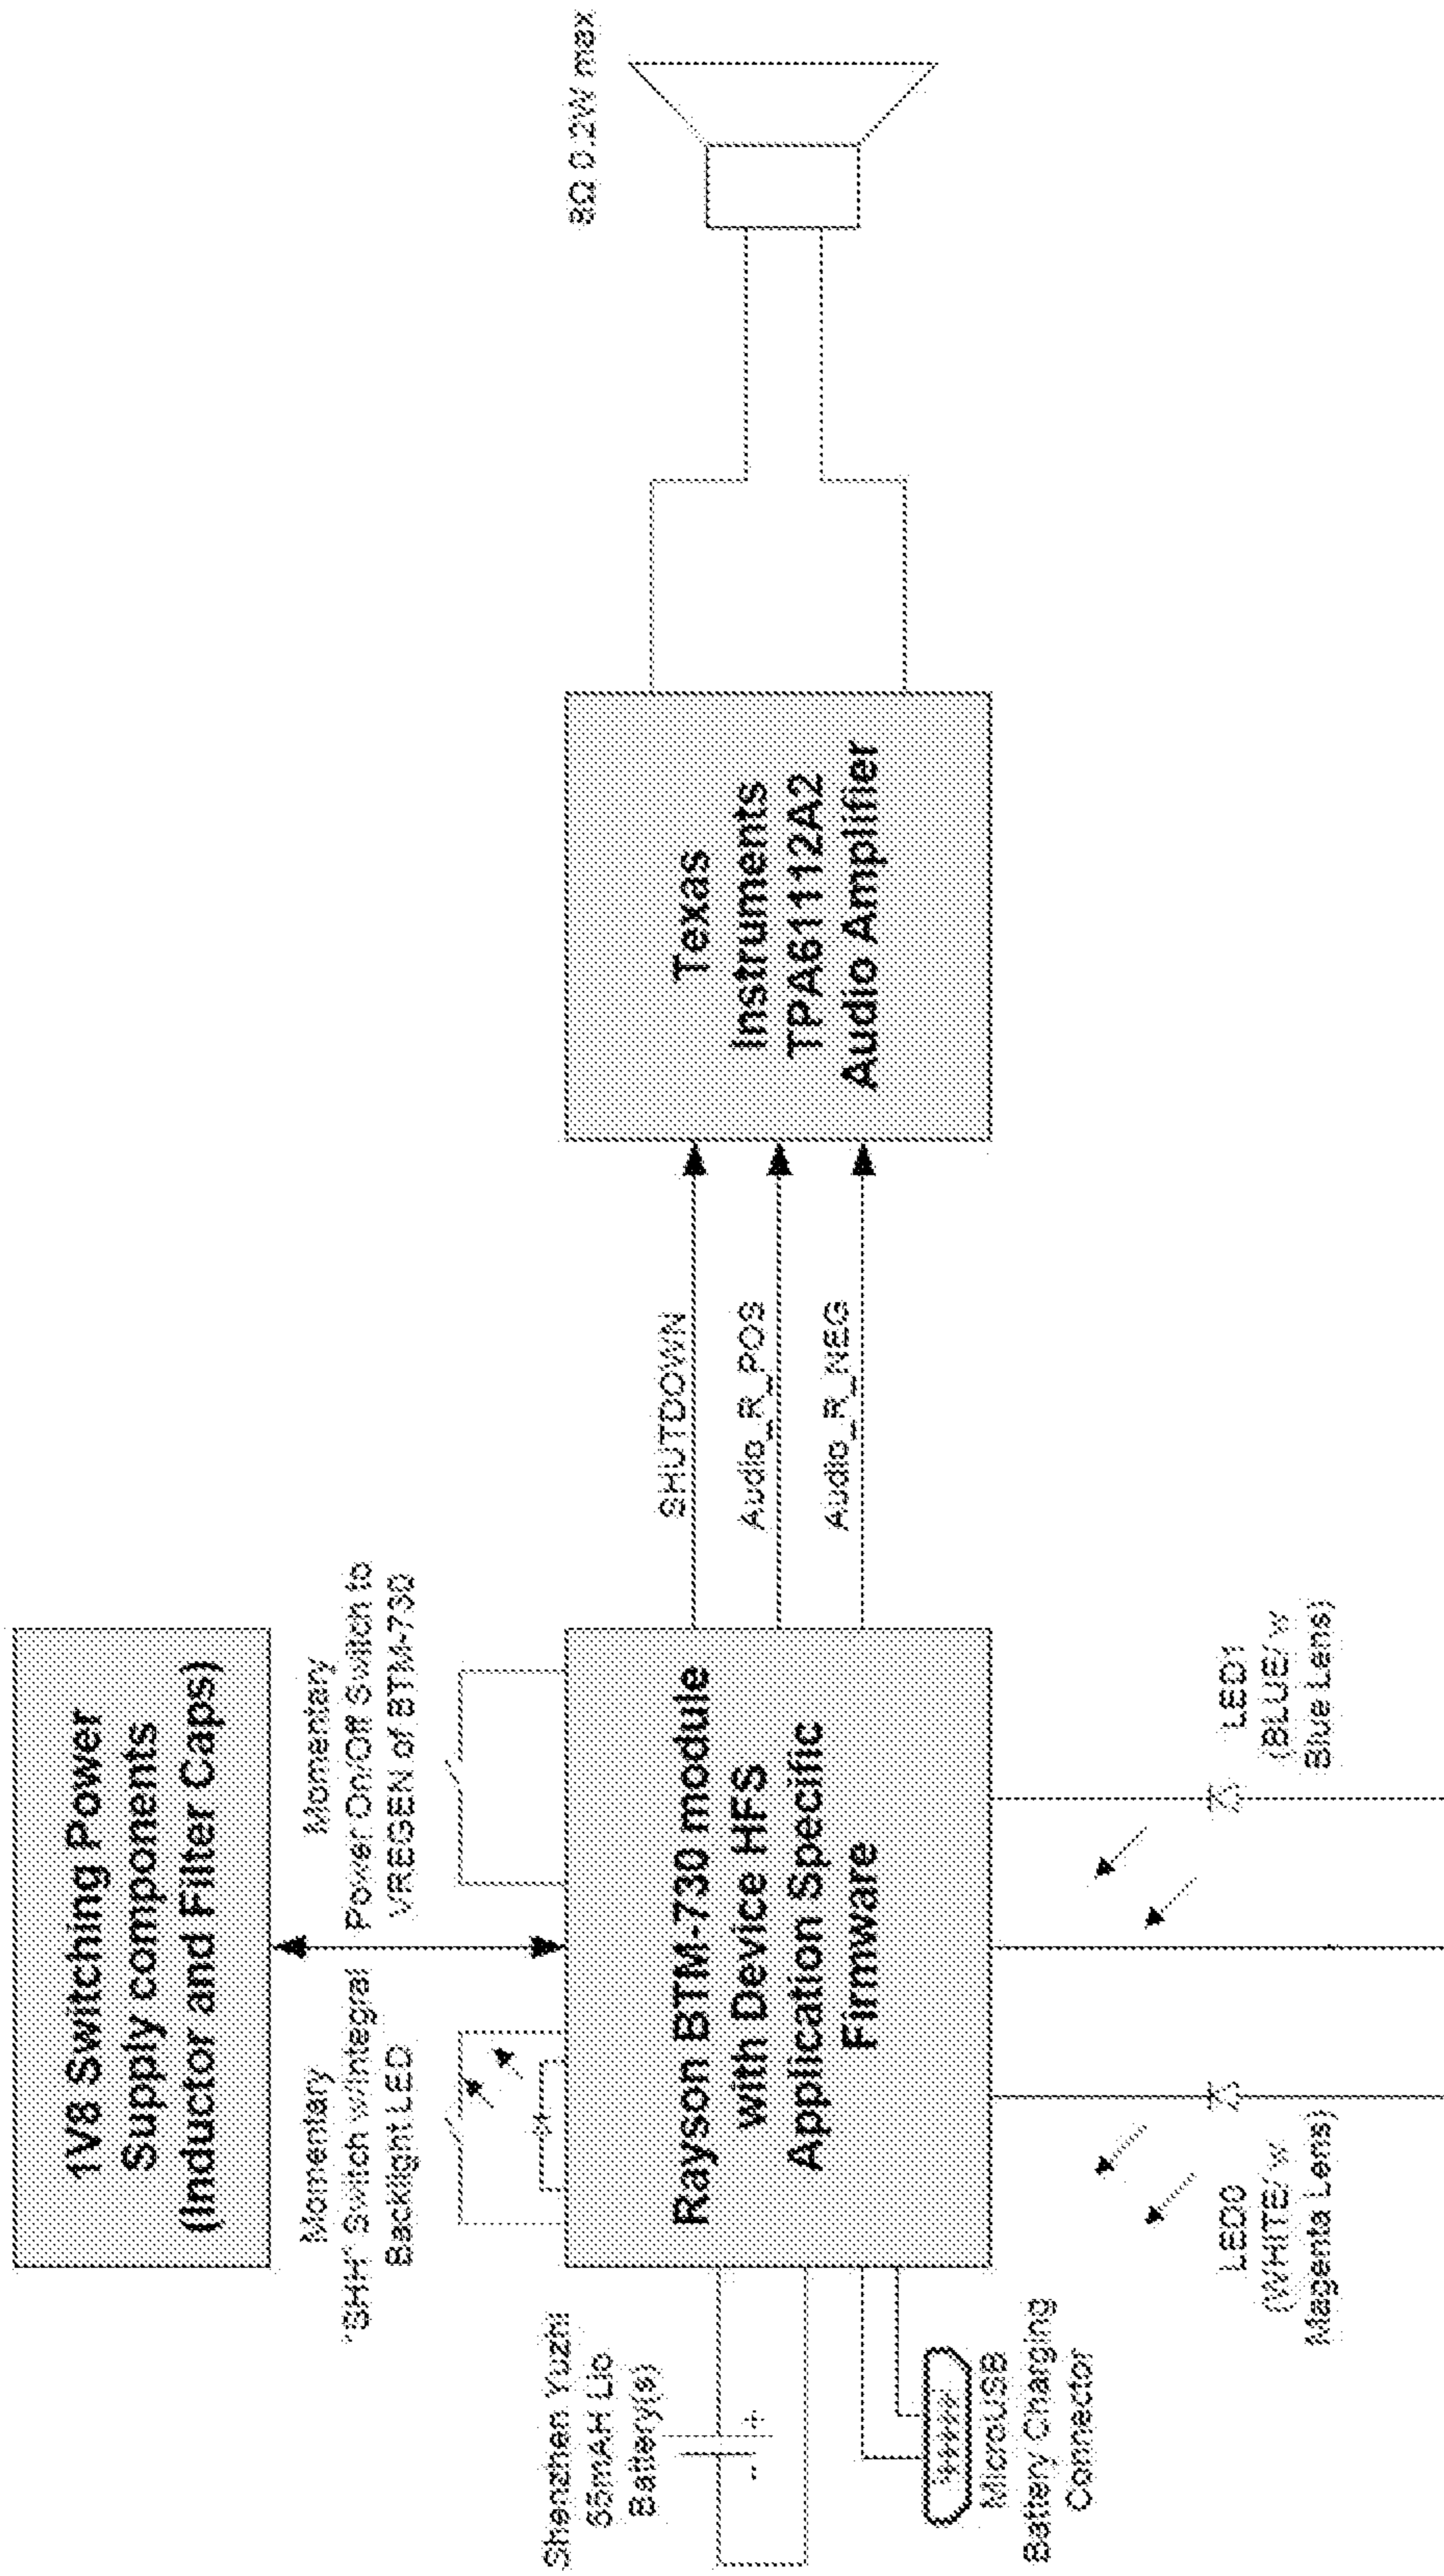 1V8 Switching Power
Supply components
(Inductor and Filter Caps)
Momentary
"SHH" Switch w/Integral
Backlight LED
Momentary
Power On/Off Switch to
VREGEN of BTM-730
Shenzhen Yuzhi
65mAH Lio
Battery(s)
- +
MicroUSB
Battery Charging
Connector
Rayson BTM-730 module
with Device HFS
Application Specific
Firmware
SHUTDOWN
Audio_R_POS
Audio_R_NEG
Texas
Instruments
TPA61112A2
Audio Amplifier
8Ω 0.2W max
LED0
(WHITE/ w
Magenta Lens)
LED1
(BLUE/ w
Blue Lens)